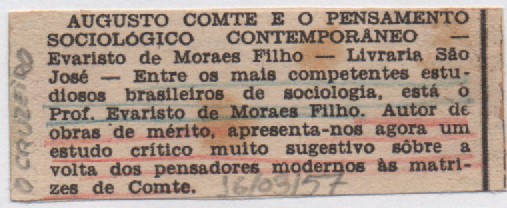 AUGUSTO COMTE E O PENSAMENTO
SOCIOLÓGICO CONTEMPORÂNEO —
Evaristo de Moraes Filho — Livraria São
José — Entre os mais competentes estu-
diosos brasileiros de sociologia, está o
Prof. Evaristo de Moraes Filho. Autor de
obras de mérito, apresenta-nos agora um
estudo crítico muito sugestivo sôbre a
volta dos pensadores modernos às matri-
zes de Comte.
16/03/57
O CRUZEIRO